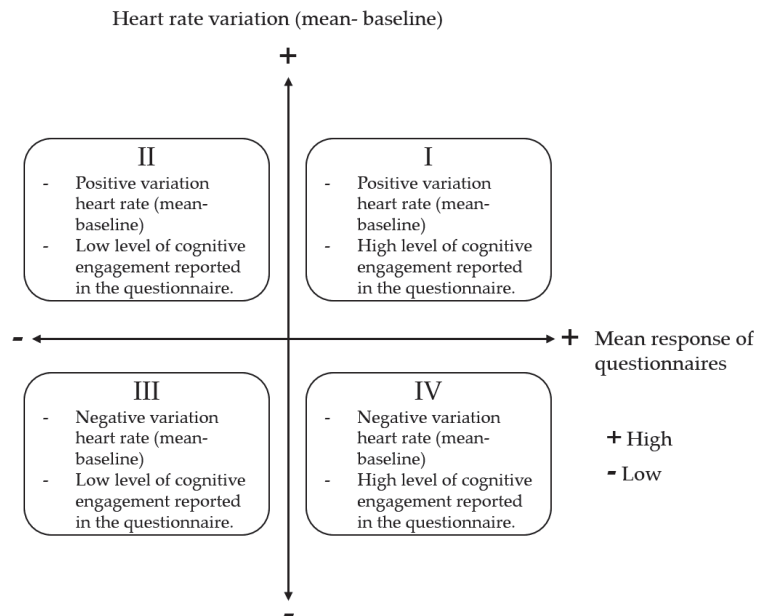 Heart rate variation (mean- baseline)
+
II
- Positive variation
heart rate (mean-
baseline)
- Low level of cognitive
engagement reported
in the questionnaire.
I
- Positive variation
heart rate (mean-
baseline)
- High level of cognitive
engagement reported
in the questionnaire.
-
+ Mean response of
questionnaires
III
- Negative variation
heart rate (mean-
baseline)
- Low level of cognitive
engagement reported
in the questionnaire.
IV
- Negative variation
heart rate (mean-
baseline)
- High level of cognitive
engagement reported
in the questionnaire.
+ High
- Low
-